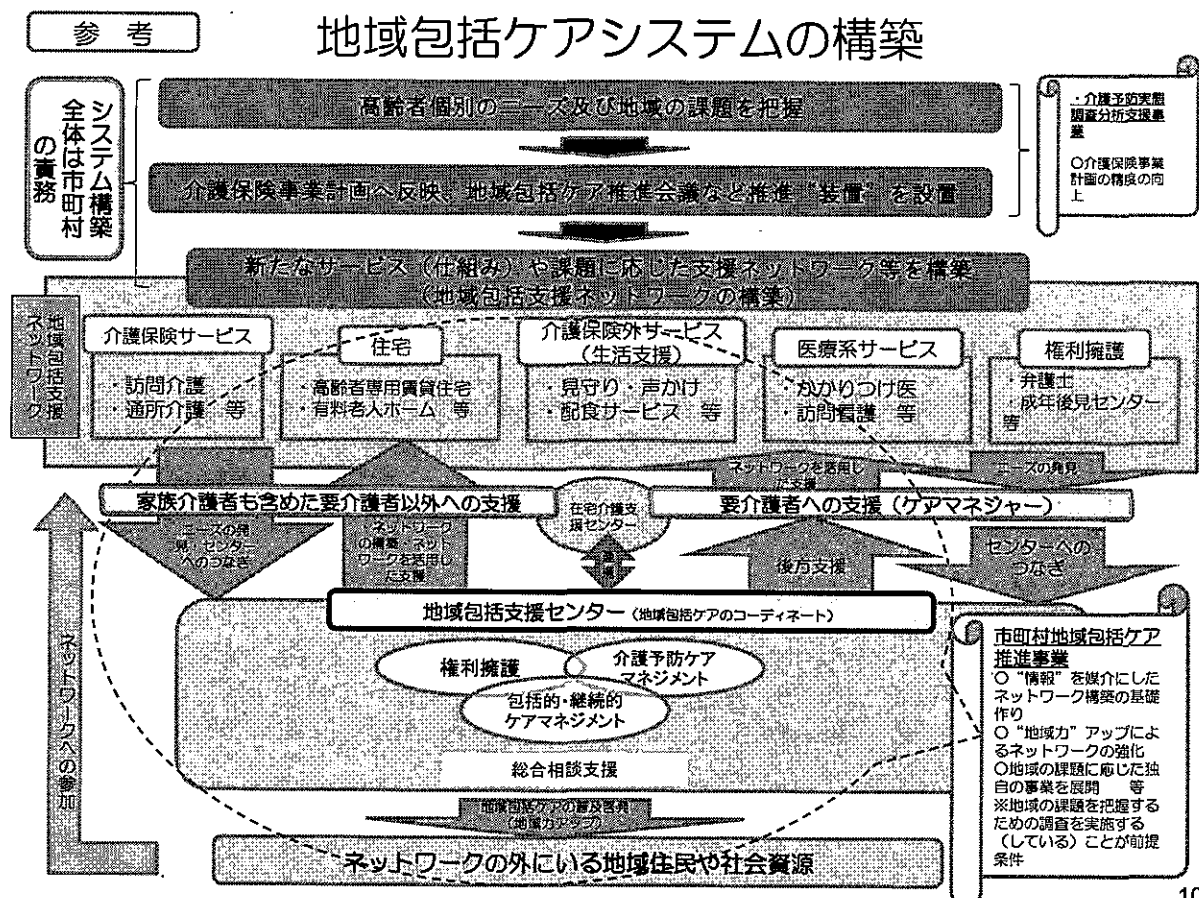 参考
地域包括ケアシステムの構築
システム構築
全体は市町村
の責務
高齢者個別のニーズ及び地域の課題を把握
介護保険事業計画へ反映、地域包括ケア推進会議など推進“装置”を設置
新たなサービス（仕組み）や課題に応じた支援ネットワーク等を構築
（地域包括支援ネットワークの構築）
・介護予防実態
調査分析支援事
業
○介護保険事業
計画の精度の向
上
地域包括支援
ネットワーク
介護保険サービス
・訪問介護
・通所介護　等
住宅
・高齢者専用賃貸住宅
・有料老人ホーム　等
介護保険外サービス
（生活支援）
・見守り・声かけ
・配食サービス　等
医療系サービス
・かかりつけ医
・訪問看護　等
権利擁護
・弁護士
・成年後見センター
等
ネットワークを活用し
た支援
ニーズの発見
家族介護者も含めた要介護者以外への支援
在宅介護支
援センター
要介護者への支援（ケアマネジャー）
ニーズの発
見・センター
へのつなぎ
ネットワーク
の構築・ネット
ワークを活用し
た支援
連携
後方支援
センターへの
つなぎ
地域包括支援センター（地域包括ケアのコーディネート）
権利擁護
介護予防ケア
マネジメント
包括的・継続的
ケアマネジメント
総合相談支援
地域包括ケアの普及啓発
（地域力アップ）
ネットワークの外にいる地域住民や社会資源
ネットワークへの参加
市町村地域包括ケア
推進事業
○“情報”を媒介にした
ネットワーク構築の基礎
作り
○“地域力”アップによ
るネットワークの強化
○地域の課題に応じた独
自の事業を展開　等
※地域の課題を把握する
ための調査を実施する
（している）ことが前提
条件
10